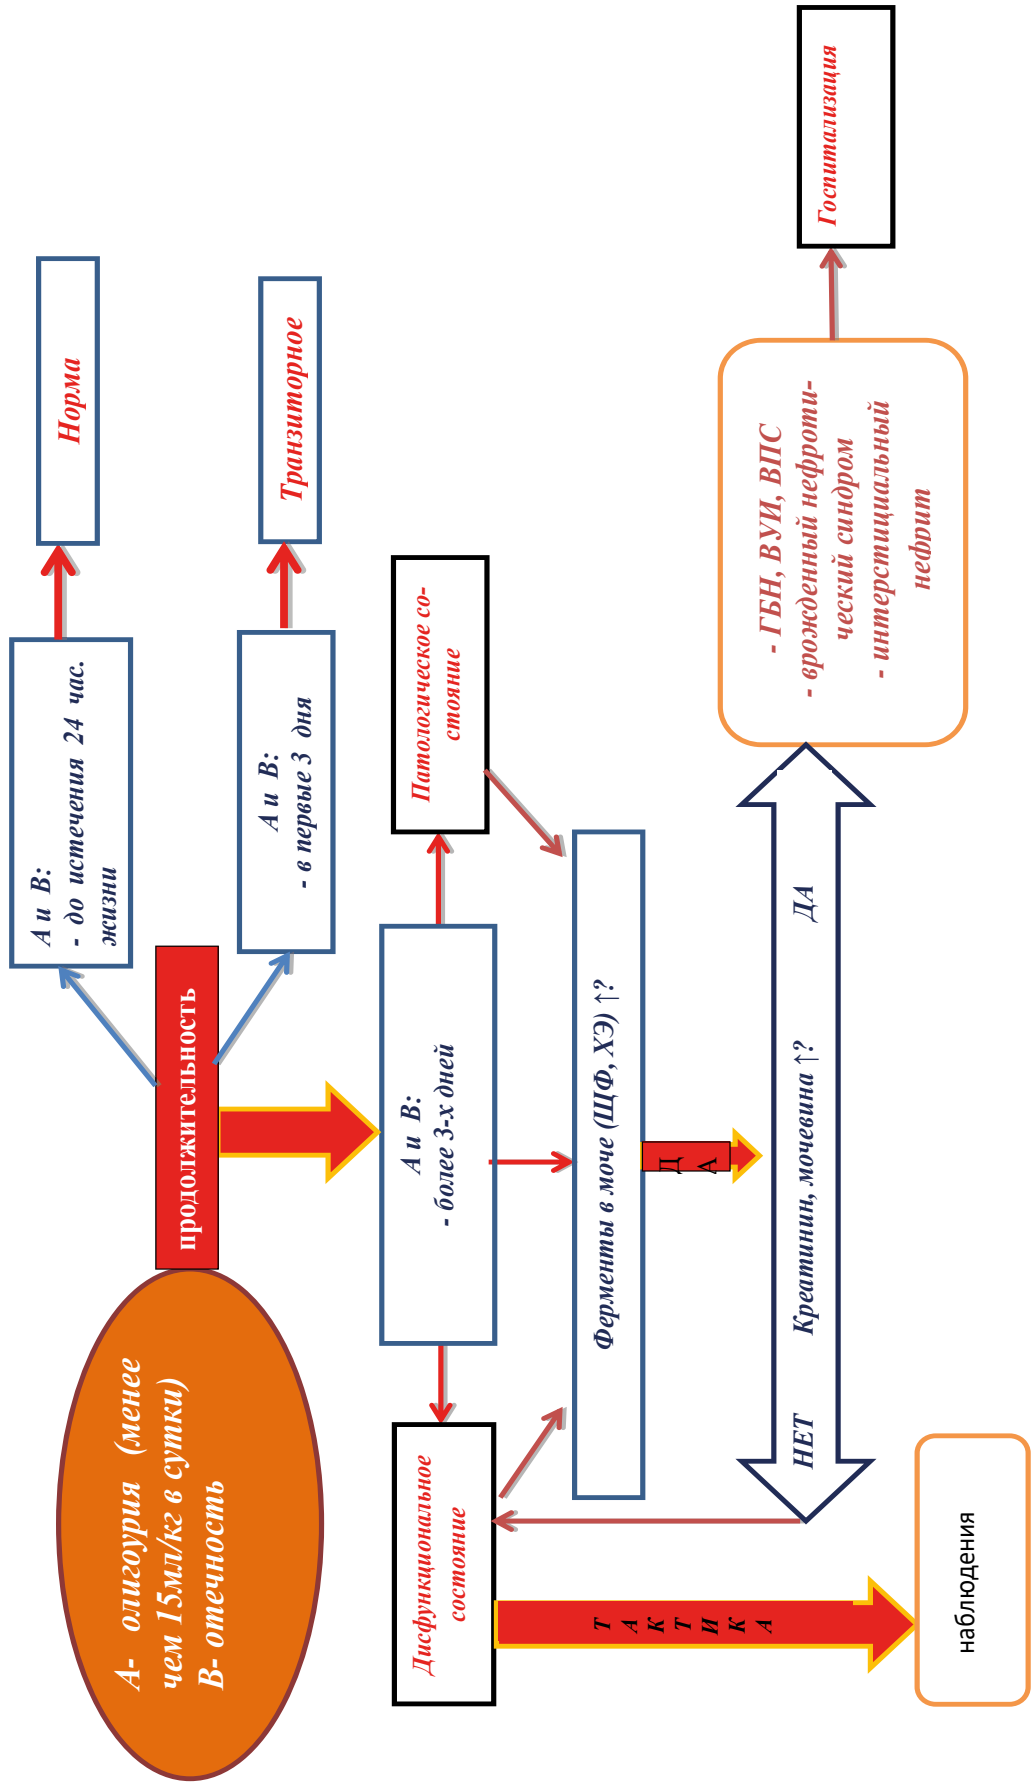 А- олигоурия (менее
чем 15мл/кг в сутки)
В- отечность
продолжительность
А и В:
- до истечения 24 час.
жизни
Норма
А и В:
- в первые 3 дня
Транзиторное
А и В:
- более 3-х дней
Дисфункциональное
состояние
Патологическое со-
стояние
Ферменты в моче (ЩФ, ХЭ) ↑?
Д
А
НЕТ Креатинин, мочевина ↑? ДА
Т
А
К
Т
И
К
А
наблюдения
- ГБН, ВУИ, ВПС
- врожденный нефроти-
ческий синдром
- интерстициальный
нефрит
Госпитализация